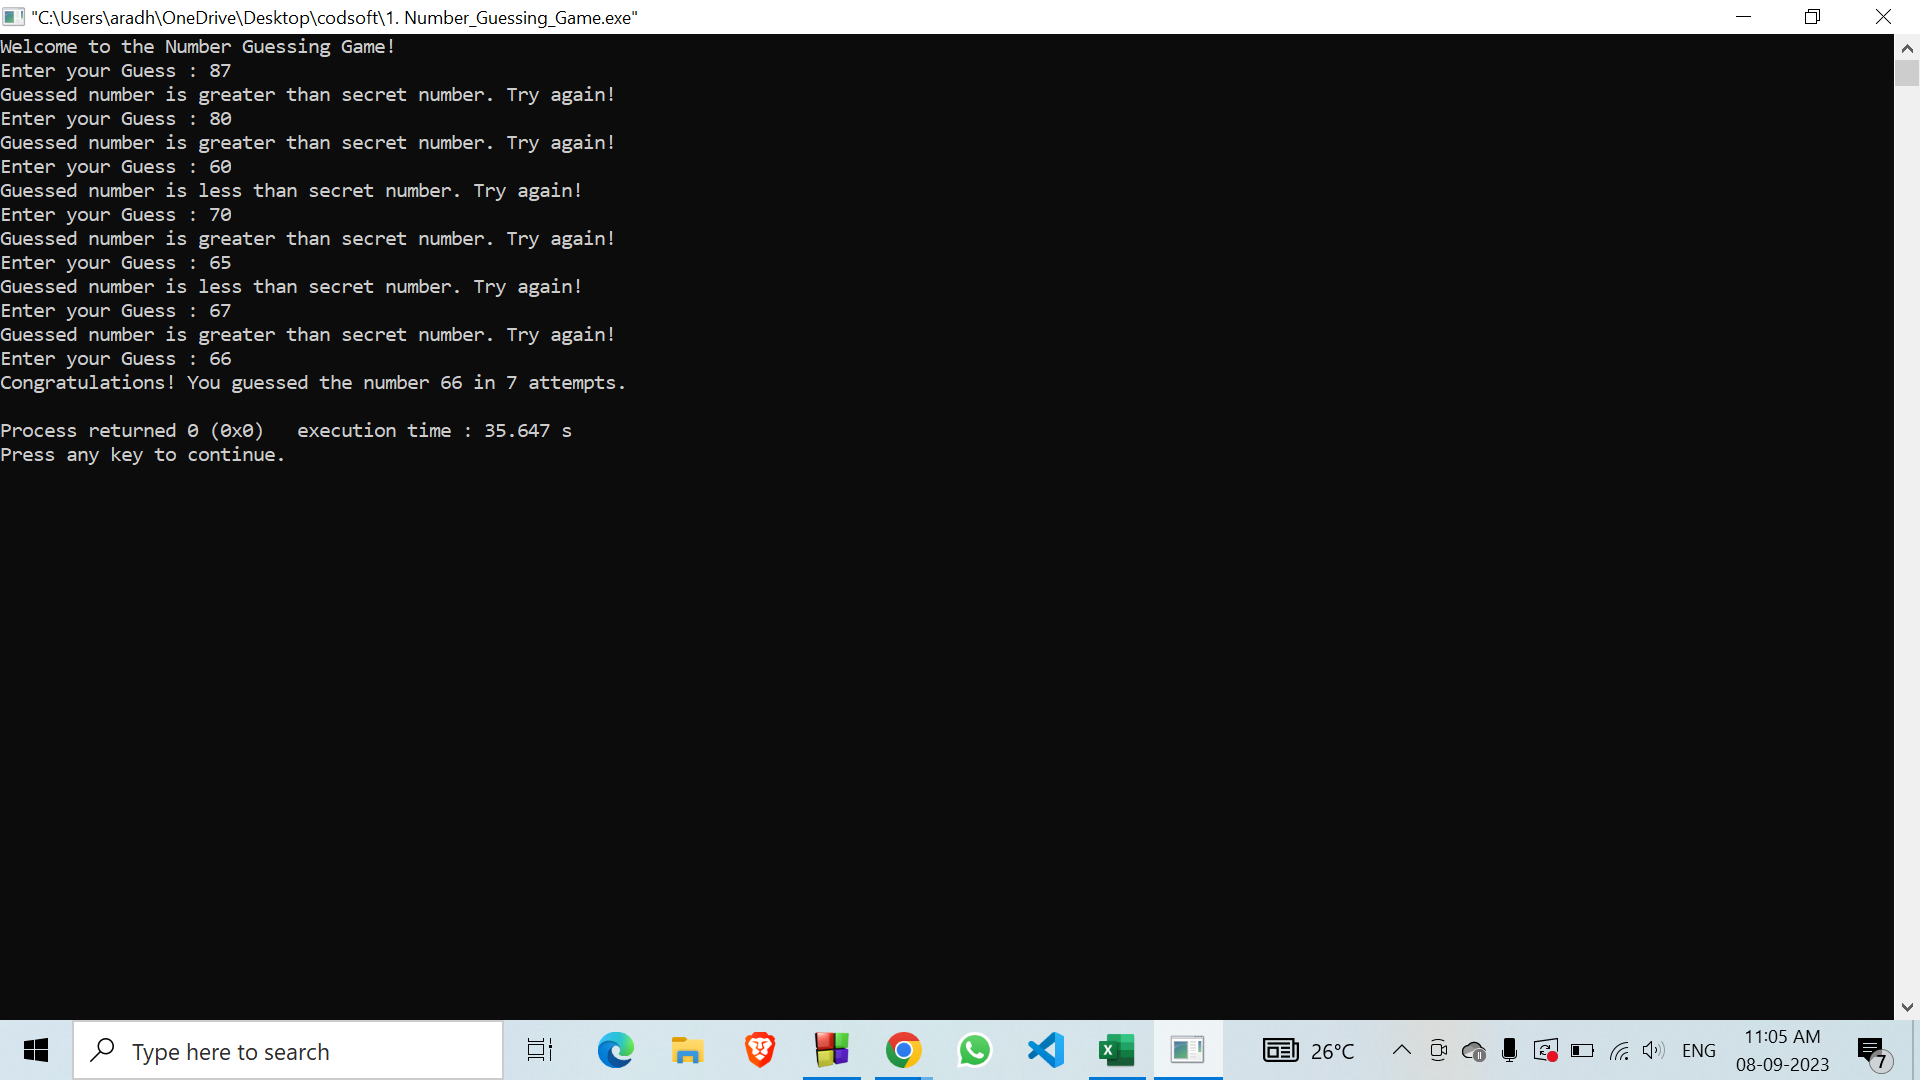 "C:\Users\aradh\OneDrive\Desktop\codsoft\1. Number_Guessing_Game.exe"
Welcome to the Number Guessing Game!
Enter your Guess : 87
Guessed number is greater than secret number. Try again!
Enter your Guess : 80
Guessed number is greater than secret number. Try again!
Enter your Guess : 60
Guessed number is less than secret number. Try again!
Enter your Guess : 70
Guessed number is greater than secret number. Try again!
Enter your Guess : 65
Guessed number is less than secret number. Try again!
Enter your Guess : 67
Guessed number is greater than secret number. Try again!
Enter your Guess : 66
Congratulations! You guessed the number 66 in 7 attempts.
Process returned 0 (0x0)   execution time : 35.647 s
Press any key to continue.
Type here to search
26°C
ENG
11:05 AM
08-09-2023
7